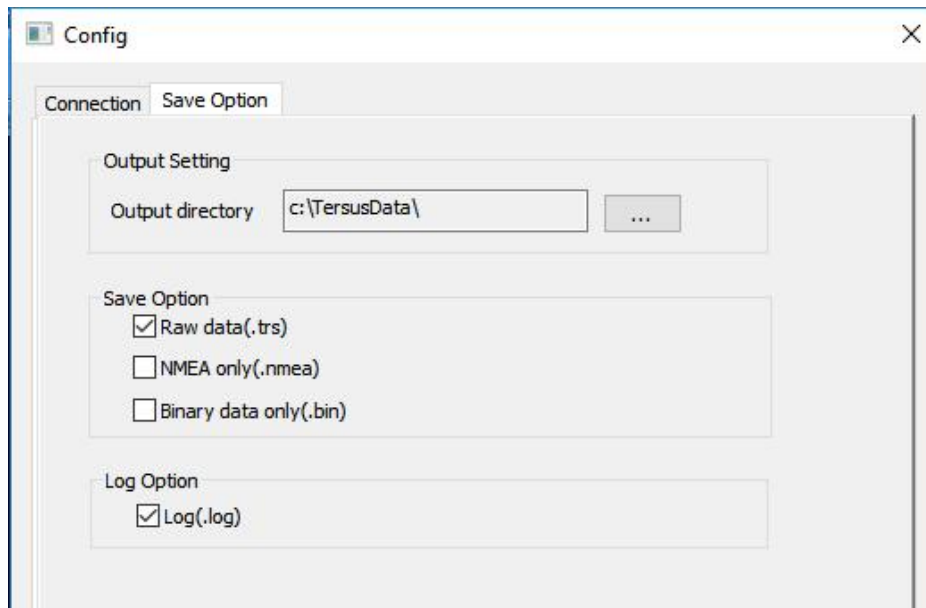 Config
Connection Save Option
Output Setting
Output directory c:\TersusData\ ...
Save Option
Raw data(.trs)
NMEA only(.nmea)
Binary data only(.bin)
Log Option
Log(.log)